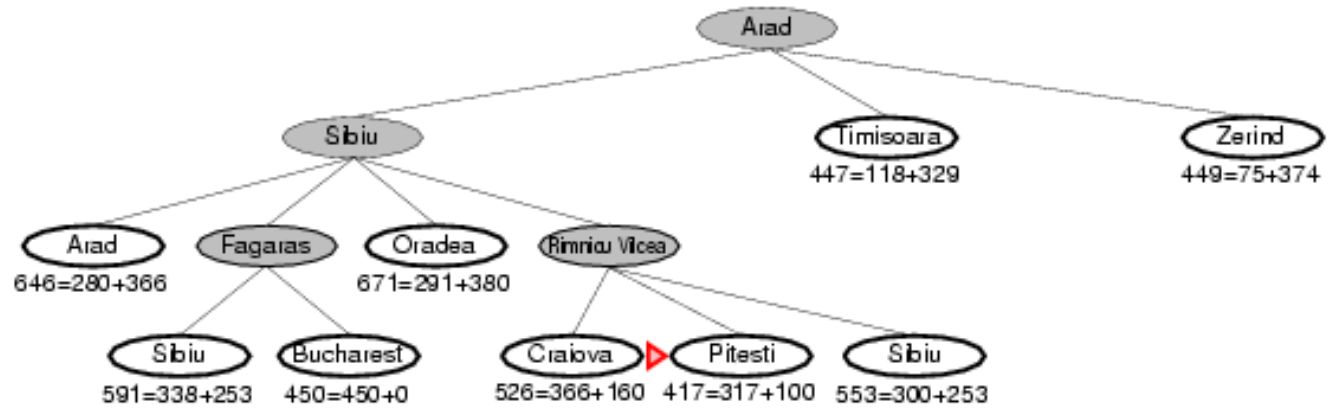 Arad
Sibiu
Timisoara
Zerind
447=118+329
449=75+374
Arad
Fagaras
Oradea
Rimnicu Vilcea
646=280+366
671=291+380
Sibiu
Bucharest
Craiova
Pitesti
Sibiu
591=338+253
450=450+0
526=366+160
417=317+100
553=300+253